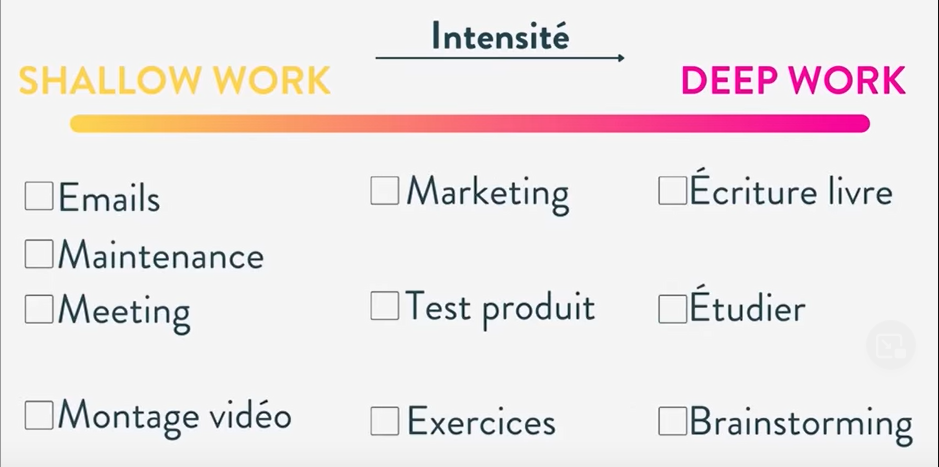 Intensité
SHALLOW WORK
DEEP WORK
Emails
Maintenance
Meeting
Montage vidéo
Marketing
Test produit
Exercices
Écriture livre
Étudier
Brainstorming